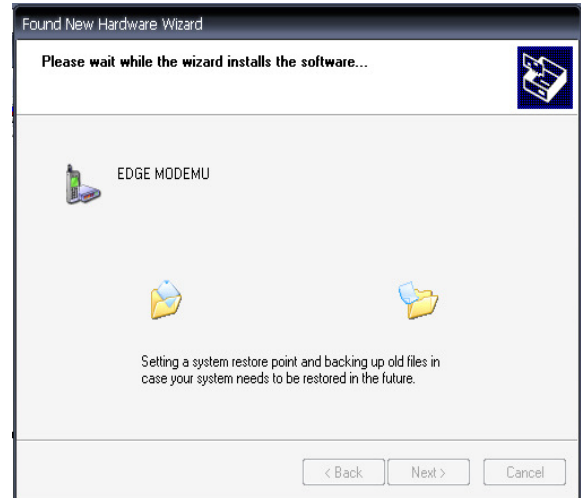 Found New Hardware Wizard
Please wait while the wizard installs the software...
EDGE MODEMU
Setting a system restore point and backing up old files in
case your system needs to be restored in the future.
< Back Next > Cancel